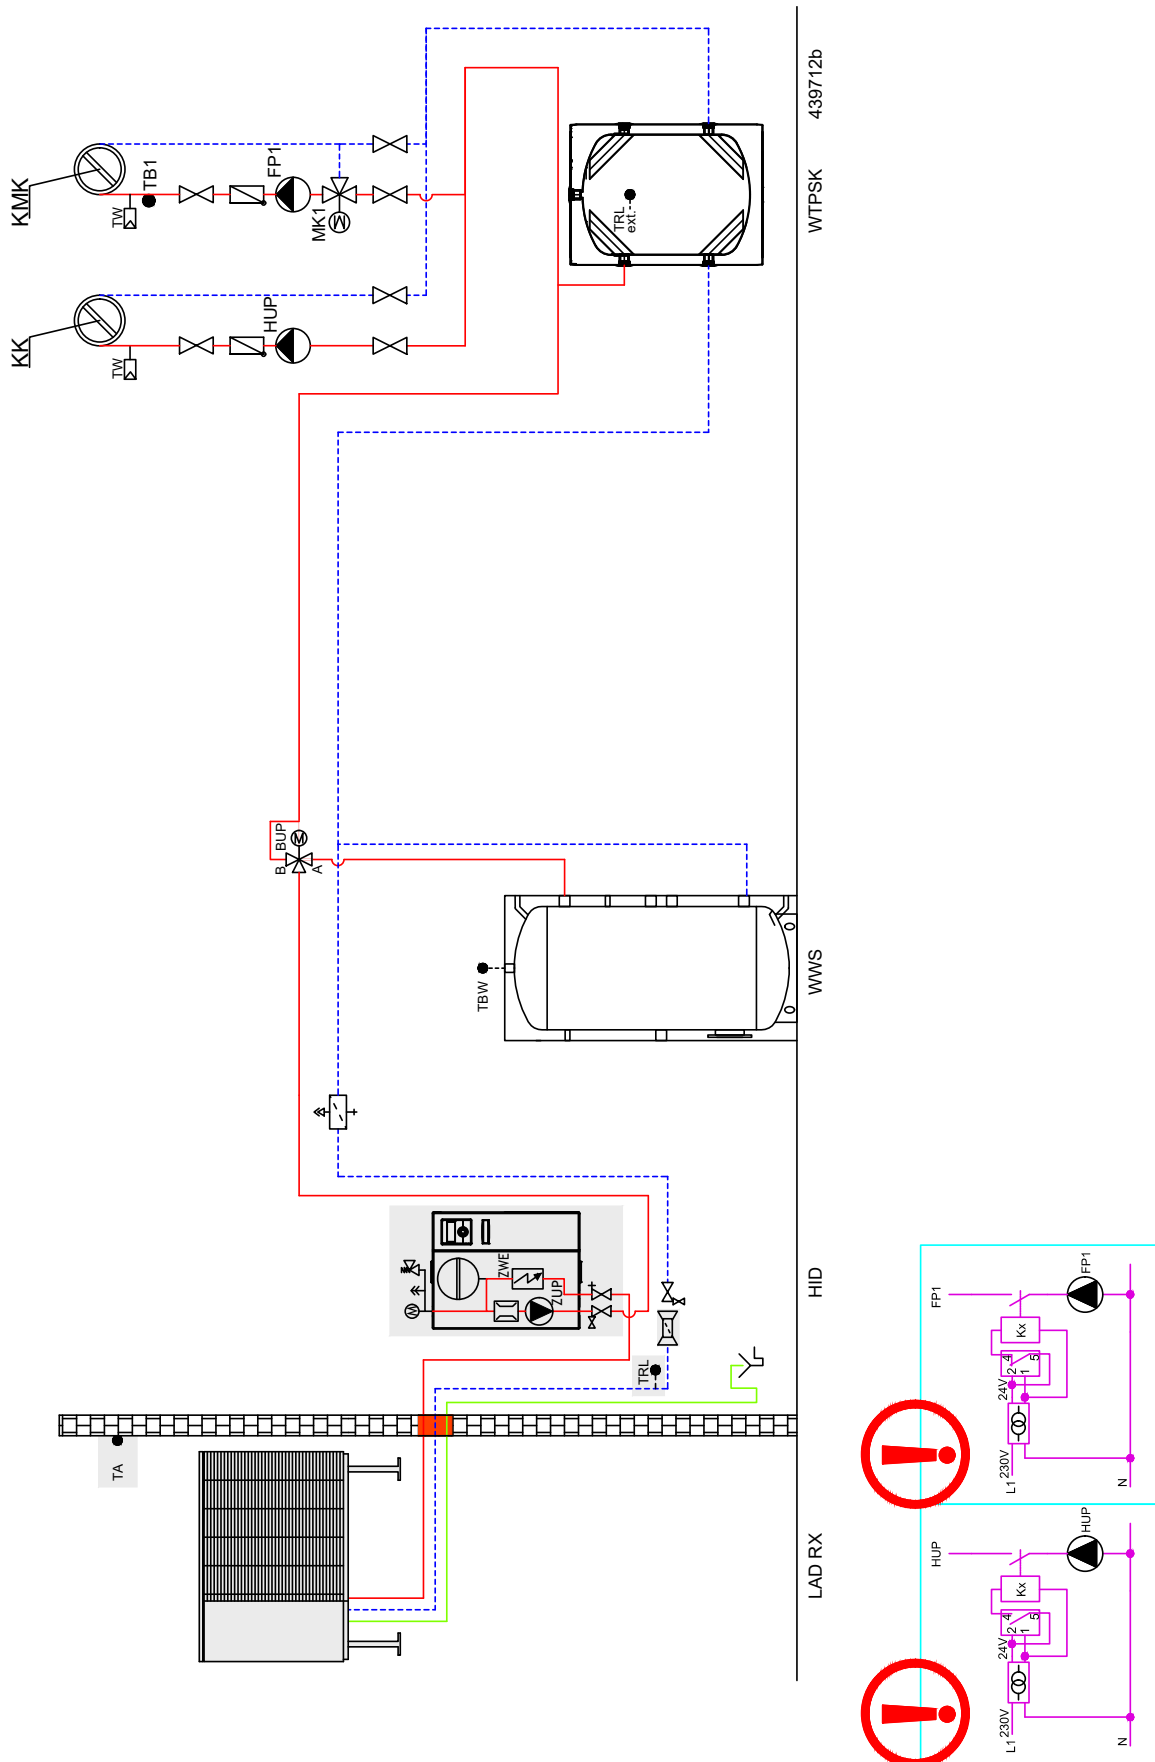 KMK
TW
TB1
FP1
MK1
M
KK
TW
HUP
TRL
ext.
439712b
WTPSK
B
BUP
M
A
TBW
WWS
ZWE
ZUP
M
HID
TRL
TA
LAD RX
FP1
Kx
FP1
4
2
5
1
24V
230V
L1
N
HUP
Kx
HUP
4
2
5
1
24V
230V
L1
N